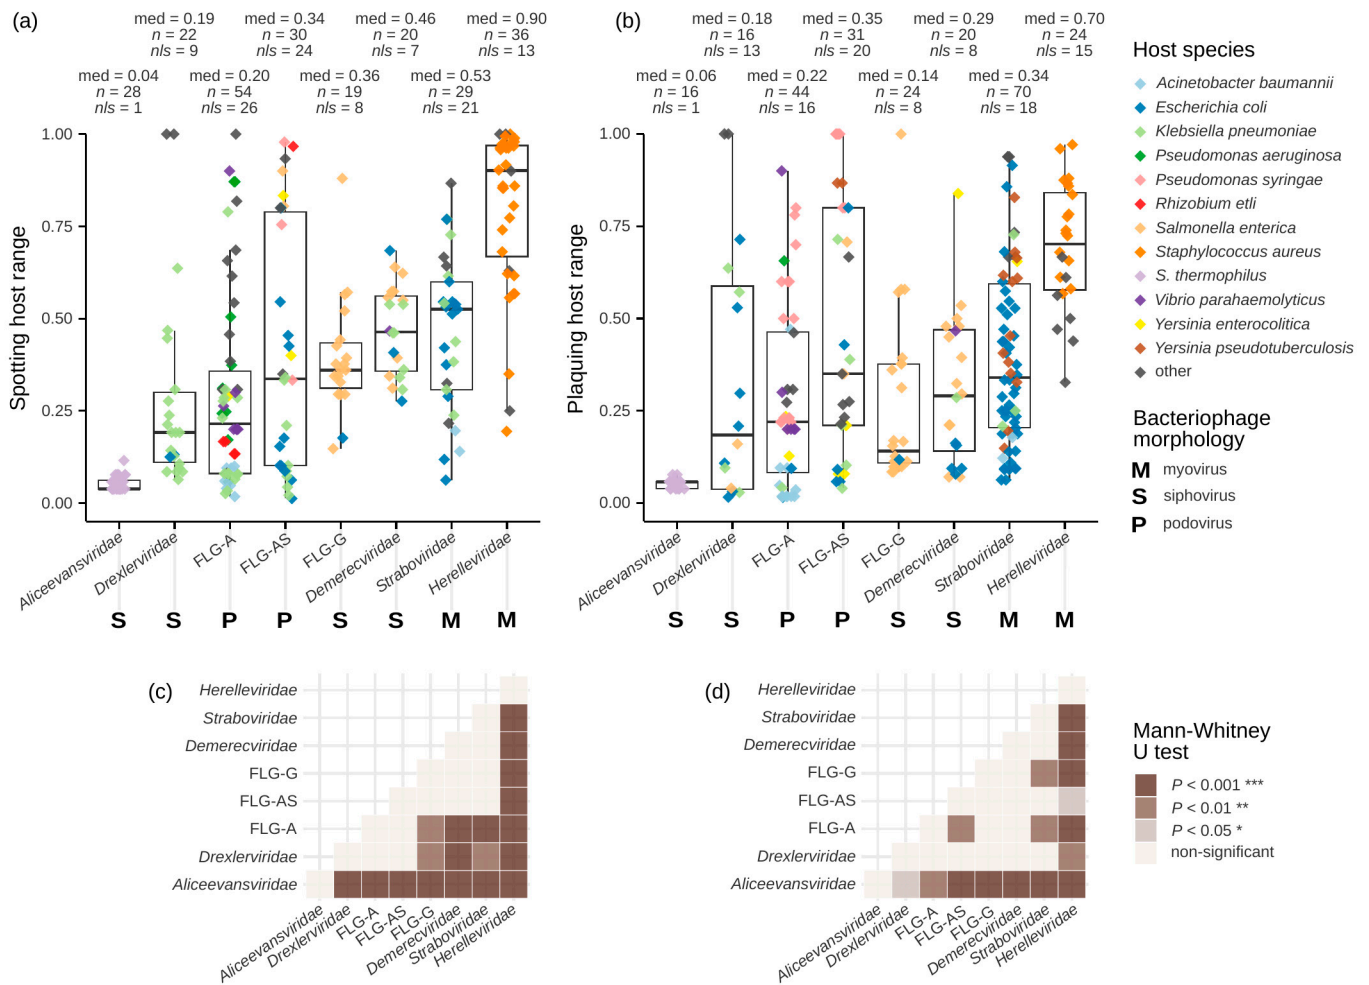 (a)
med = 0.19
n = 22
nls = 9
med = 0.34
n = 30
nls = 24
med = 0.46
n = 20
nls = 7
med = 0.90
n = 36
nls = 13
med = 0.04
n = 28
nls = 1
med = 0.20
n = 54
nls = 26
med = 0.36
n = 19
nls = 8
med = 0.53
n = 29
nls = 21
Spotting host range
1.00
0.75
0.50
0.25
0.00
Aliceevansviridae
Drexlerviridae
FLG-A
FLG-AS
FLG-G
Demerecviridae
Straboviridae
Herelleviridae
S S P P S S M M
(b)
med = 0.18
n = 16
nls = 13
med = 0.35
n = 31
nls = 20
med = 0.29
n = 20
nls = 8
med = 0.70
n = 24
nls = 15
med = 0.06
n = 16
nls = 1
med = 0.22
n = 44
nls = 16
med = 0.14
n = 24
nls = 8
med = 0.34
n = 70
nls = 18
Plaquing host range
1.00
0.75
0.50
0.25
0.00
Aliceevansviridae
Drexlerviridae
FLG-A
FLG-AS
FLG-G
Demerecviridae
Straboviridae
Herelleviridae
S S P P S S M M
Host species
Acinetobacter baumannii
Escherichia coli
Klebsiella pneumoniae
Pseudomonas aeruginosa
Pseudomonas syringae
Rhizobium etli
Salmonella enterica
Staphylococcus aureus
S. thermophilus
Vibrio parahaemolyticus
Yersinia enterocolitica
Yersinia pseudotuberculosis
other
Bacteriophage
morphology
M myovirus
S siphovirus
P podovirus
(c)
Herelleviridae
Straboviridae
Demerecviridae
FLG-G
FLG-AS
FLG-A
Drexlerviridae
Aliceevansviridae
Aliceevansviridae
Drexlerviridae
FLG-A
FLG-AS
FLG-G
Demerecviridae
Straboviridae
Herelleviridae
(d)
Herelleviridae
Straboviridae
Demerecviridae
FLG-G
FLG-AS
FLG-A
Drexlerviridae
Aliceevansviridae
Aliceevansviridae
Drexlerviridae
FLG-A
FLG-AS
FLG-G
Demerecviridae
Straboviridae
Herelleviridae
Mann-Whitney
U test
P < 0.001 ***
P < 0.01 **
P < 0.05 *
non-significant